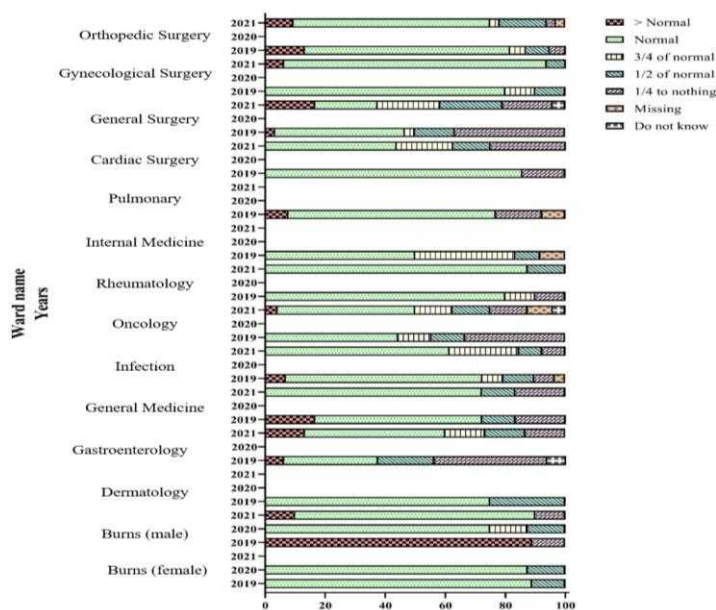 2021
Orthopedic Surgery 2020
2019
2021
Gynecological Surgery 2020
2019
2021
General Surgery 2020
2019
2021
Cardiac Surgery 2020
2019
2021
Pulmonary 2020
2019
2021
Internal Medicine 2020
2019
2021
Rheumatology 2020
2019
2021
Oncology 2020
2019
2021
Infection 2020
2019
2021
General Medicine 2020
2019
2021
Gastroenterology 2020
2019
2021
Dermatology 2020
2019
2021
Burns (male) 2020
2019
2021
Burns (female) 2020
2019
0 20 40 60 80 100
Ward name
Years
> Normal
Normal
3/4 of normal
1/2 of normal
1/4 to nothing
Missing
Do not know